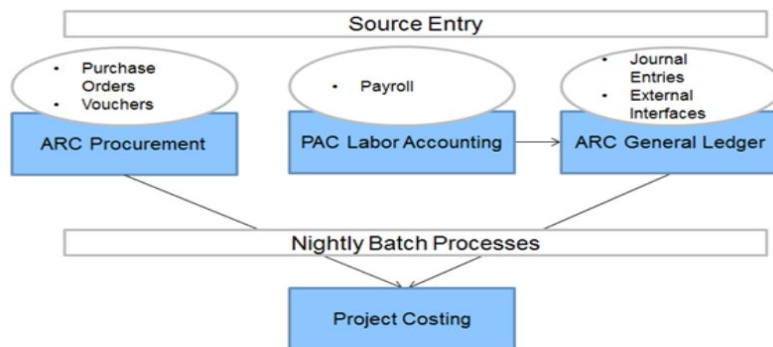 Source Entry
• Purchase
Orders
• Vouchers
• Payroll
• Journal
Entries
• External
Interfaces
ARC Procurement
PAC Labor Accounting
ARC General Ledger
Nightly Batch Processes
Project Costing